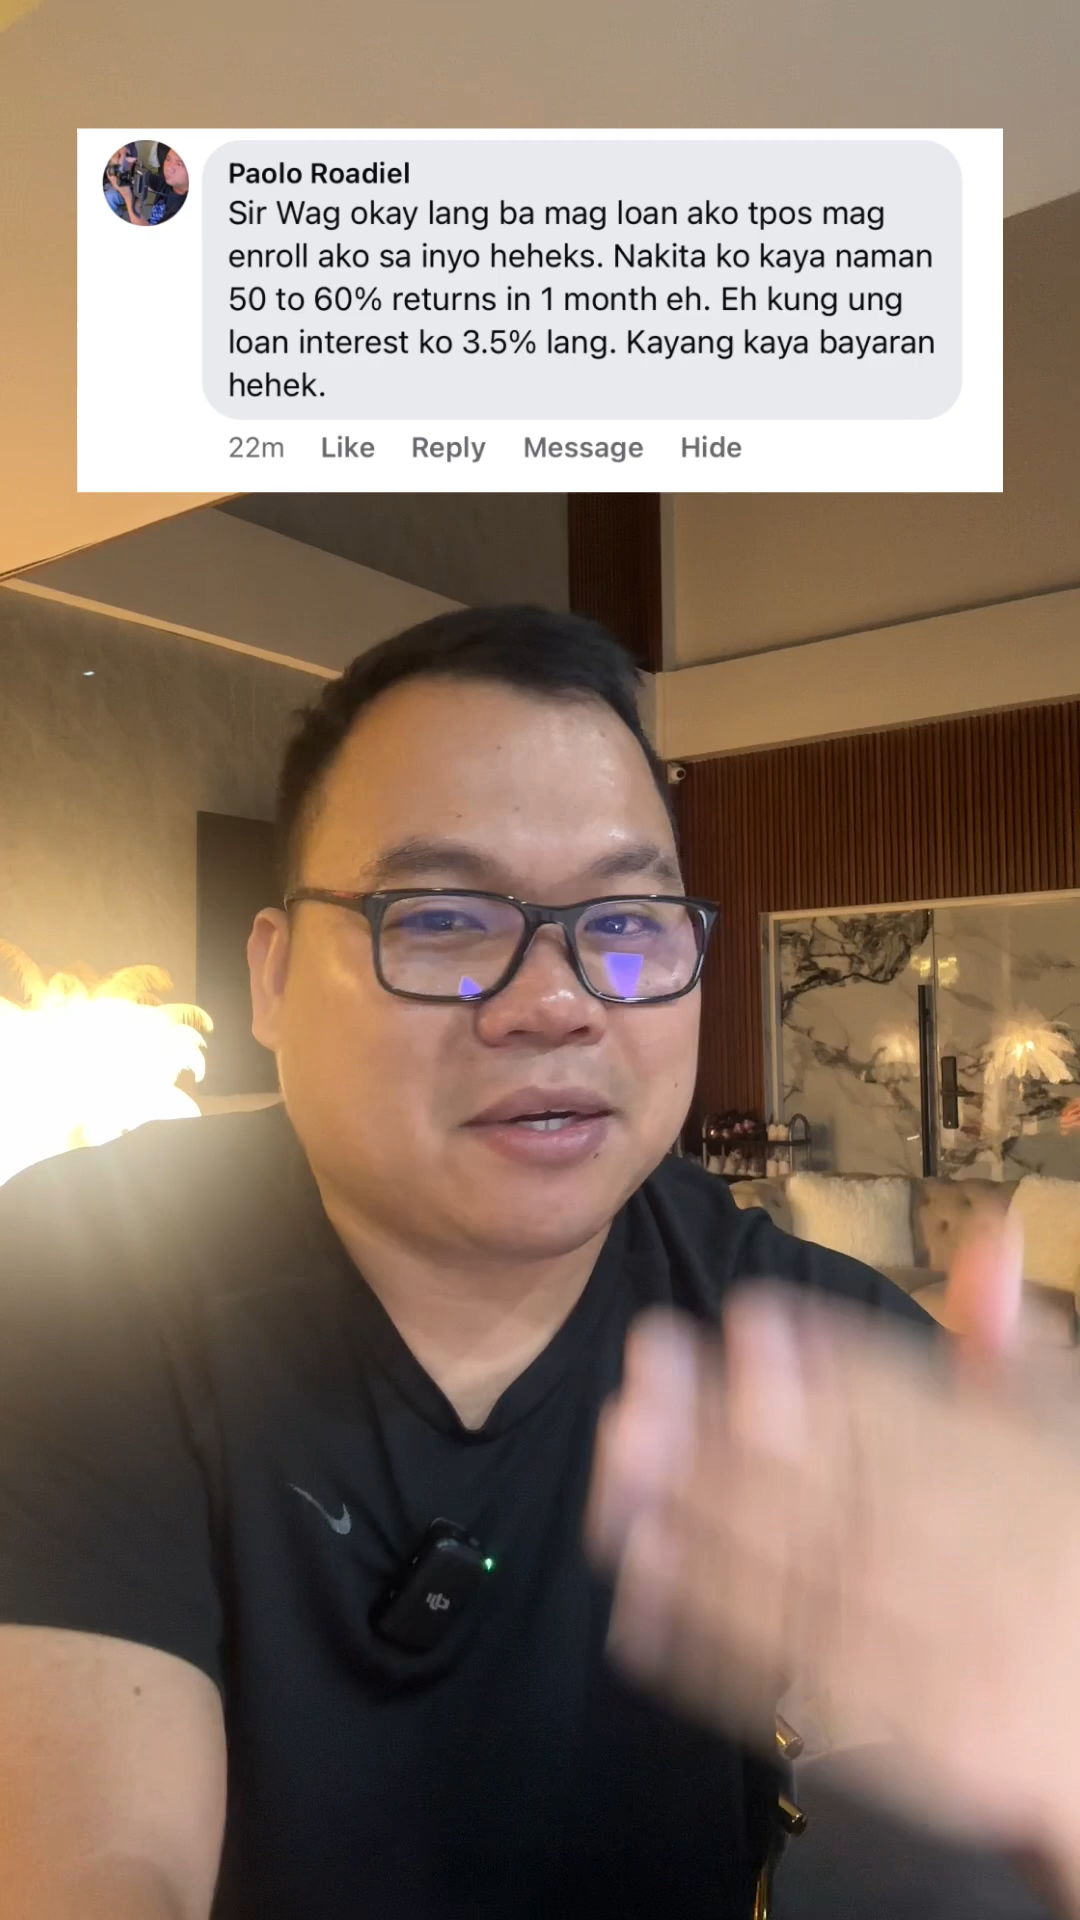 Paolo Roadiel
Sir Wag okay lang ba mag loan ako tpos mag
enroll ako sa inyo heheks. Nakita ko kaya naman
50 to 60% returns in 1 month eh. Eh kung ung
loan interest ko 3.5% lang. Kayang kaya bayaran
hehek.
22m Like Reply Message Hide
dji